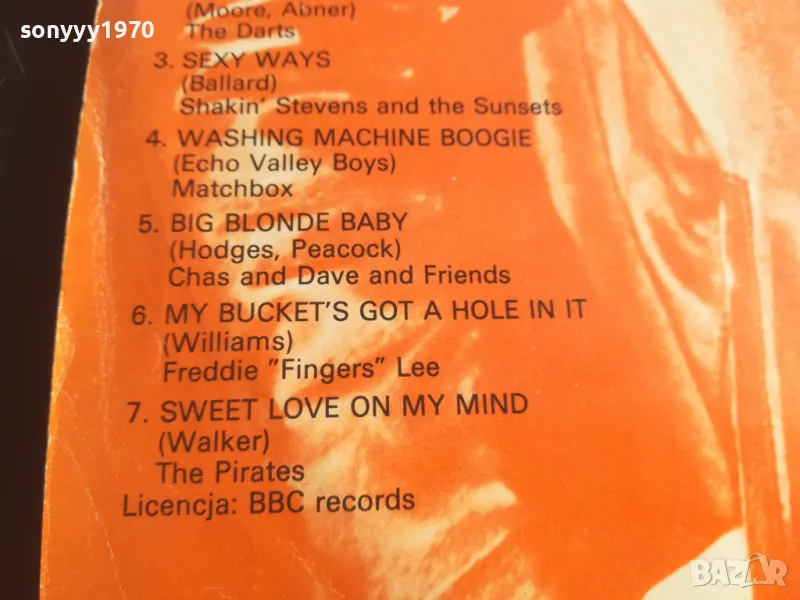 sonyyy1970
(Moore, Abner)
The Darts
3. SEXY WAYS
(Ballard)
Shakin' Stevens and the Sunsets
4. WASHING MACHINE BOOGIE
(Echo Valley Boys)
Matchbox
5. BIG BLONDE BABY
(Hodges, Peacock)
Chas and Dave and Friends
6. MY BUCKET'S GOT A HOLE IN IT
(Williams)
Freddie "Fingers" Lee
7. SWEET LOVE ON MY MIND
(Walker)
The Pirates
Licencja: BBC records
BAZAR